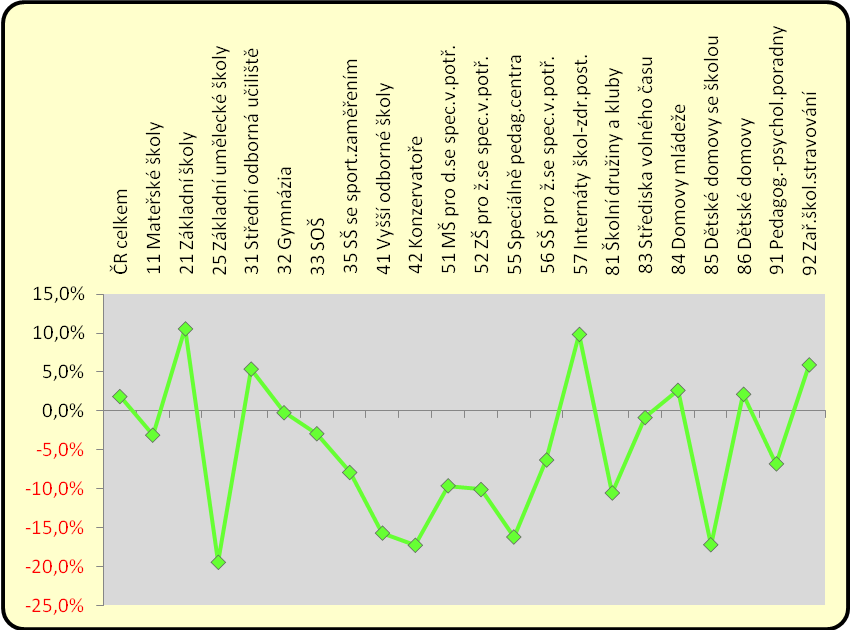 ČR celkem
11 Mateřské školy
21 Základní školy
25 Základní umělecké školy
31 Střední odborná učiliště
32 Gymnázia
33 SOŠ
35 SŠ se sport.zaměřením
41 Vyšší odborné školy
42 Konzervatoře
51 MŠ pro d.se spec.v.potř.
52 ZŠ pro ž.se spec.v.potř.
55 Speciálně pedag.centra
56 SŠ pro ž.se spec.v.potř.
57 Internáty škol-zdr.post.
81 Školní družiny a kluby
83 Střediska volného času
84 Domovy mládeže
85 Dětské domovy se školou
86 Dětské domovy
91 Pedagog.-psychol.poradny
92 Zař.škol.stravování
15,0%
10,0%
5,0%
0,0%
-5,0%
-10,0%
-15,0%
-20,0%
-25,0%